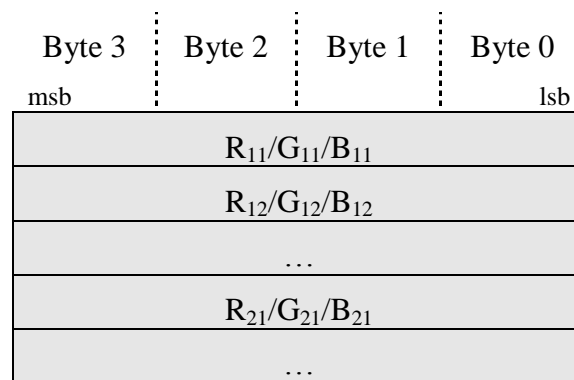 Byte 3 Byte 2 Byte 1 Byte 0
msb lsb
R₁₁/G₁₁/B₁₁
R₁₂/G₁₂/B₁₂
…
R₂₁/G₂₁/B₂₁
…